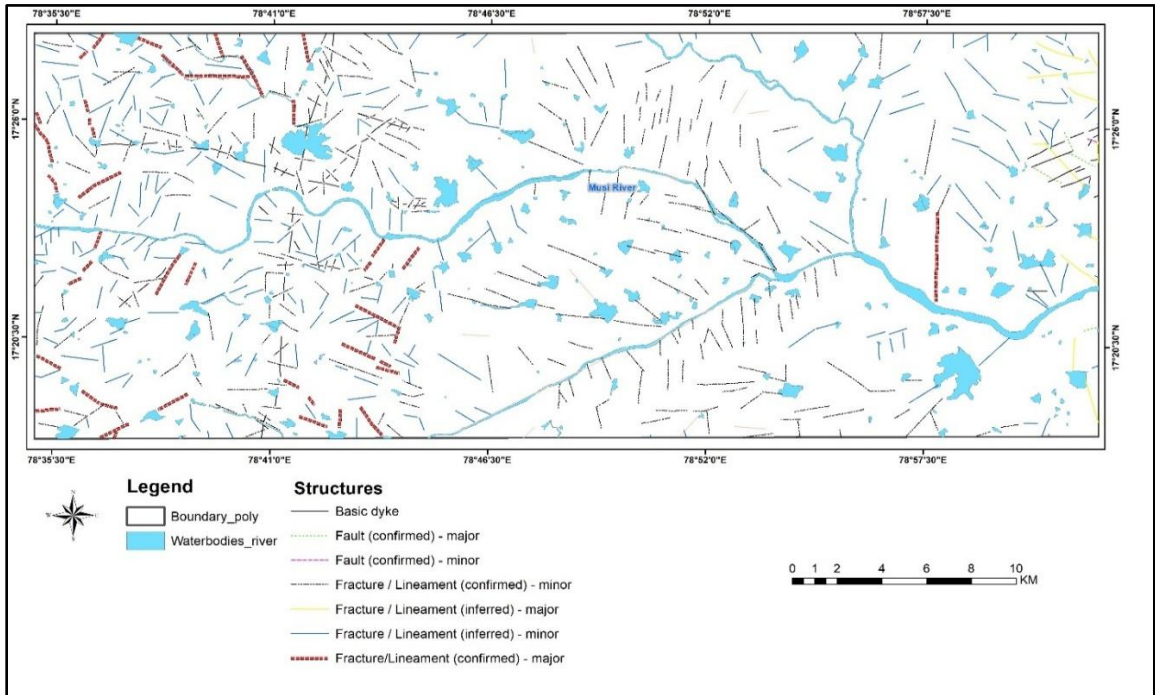 78°35'30"E 78°41'0"E 78°46'30"E 78°52'0"E 78°57'30"E
17°26'0"N 17°26'0"N
Musi River
17°20'30"N 17°20'30"N
78°35'30"E 78°41'0"E 78°46'30"E 78°52'0"E 78°57'30"E
Legend
Boundary_poly
Waterbodies_river
Structures
Basic dyke
Fault (confirmed) - major
Fault (confirmed) - minor
Fracture / Lineament (confirmed) - minor
Fracture / Lineament (inferred) - major
Fracture / Lineament (inferred) - minor
Fracture/Lineament (confirmed) - major
0 1 2 4 6 8 10
KM